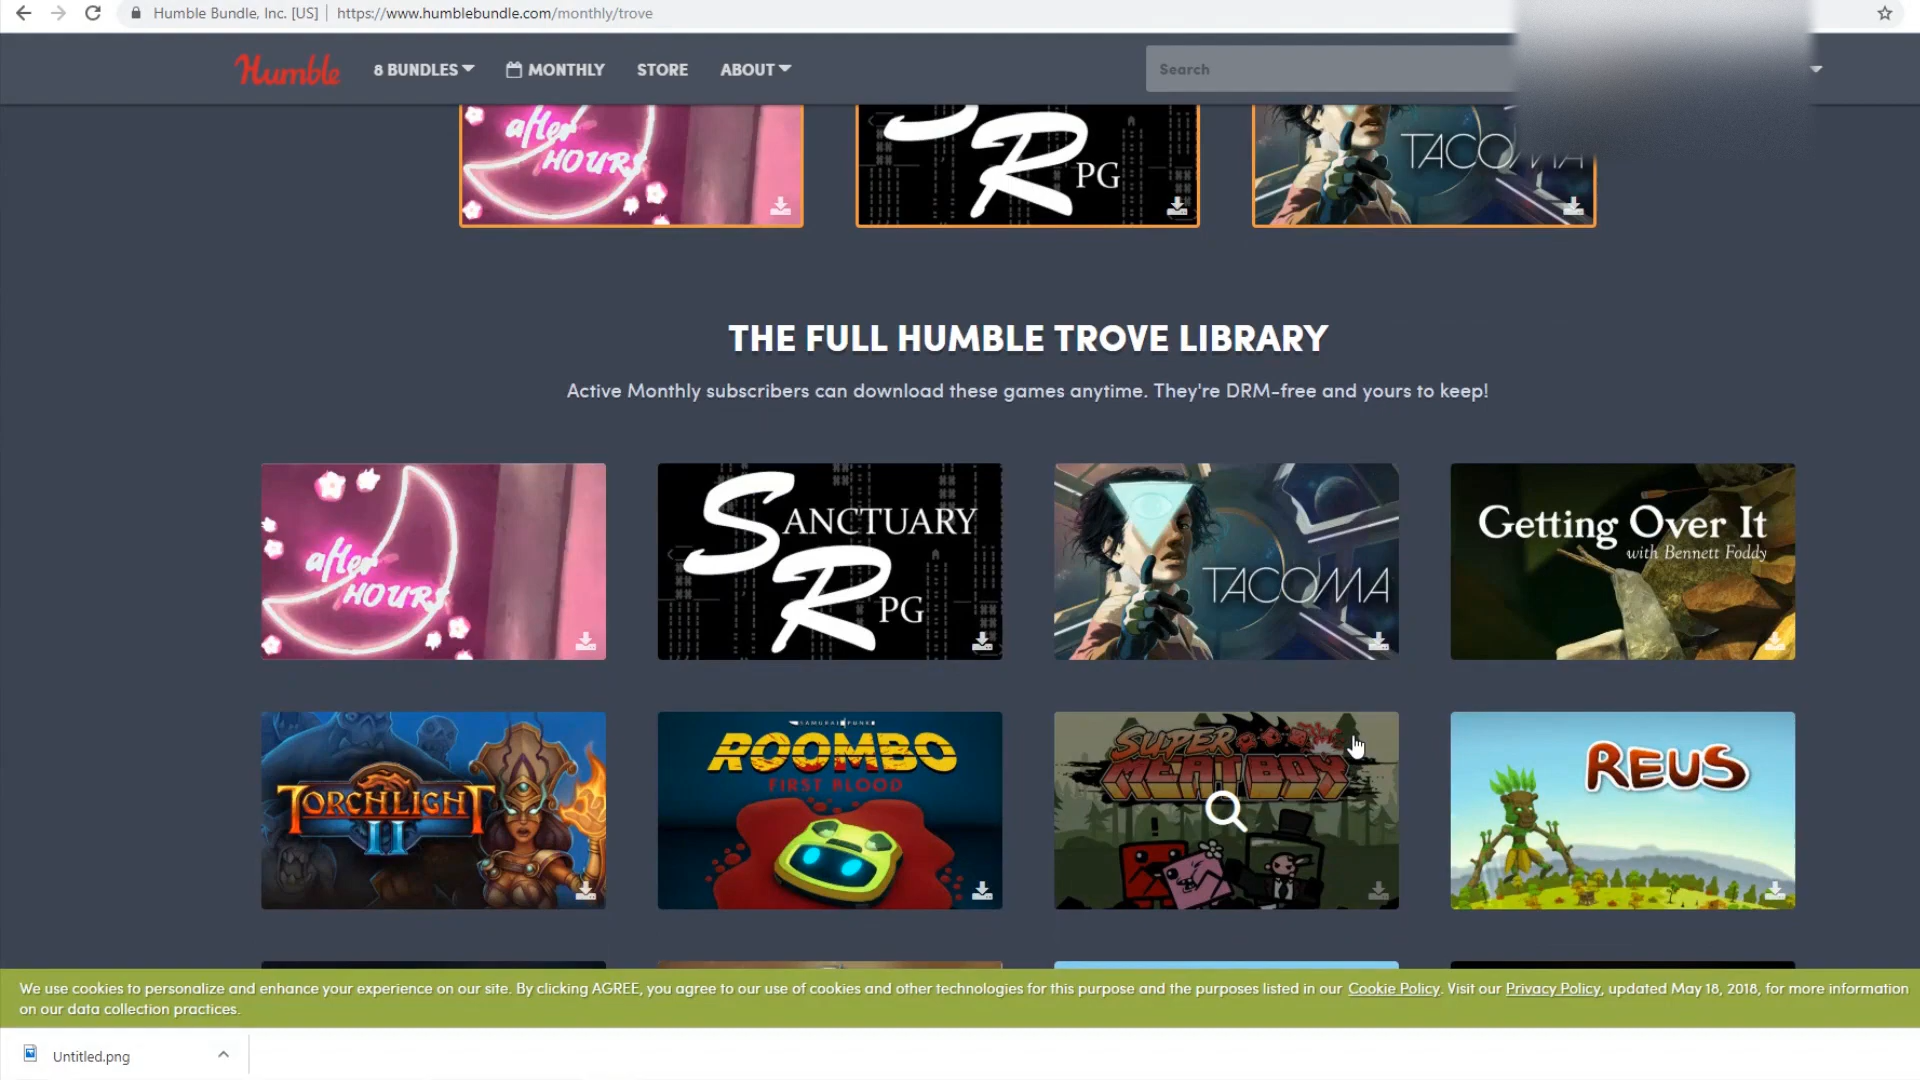 Humble Bundle, Inc. [US] | https://www.humblebundle.com/monthly/trove
Humble 8 BUNDLES MONTHLY STORE ABOUT Search
after HOURS
RPG
TACOMA
THE FULL HUMBLE TROVE LIBRARY
Active Monthly subscribers can download these games anytime. They're DRM-free and yours to keep!
after HOURS
SANCTUARY
RPG
TACOMA
Getting Over It
with Bennett Foddy
TORCHLIGHT
II
SAMURAI PUNK
ROOMBO
FIRST BLOOD
SUPER
MEAT BOY
REUS
We use cookies to personalize and enhance your experience on our site. By clicking AGREE, you agree to our use of cookies and other technologies for this purpose and the purposes listed in our Cookie Policy. Visit our Privacy Policy, updated May 18, 2018, for more information
on our data collection practices.
Untitled.png